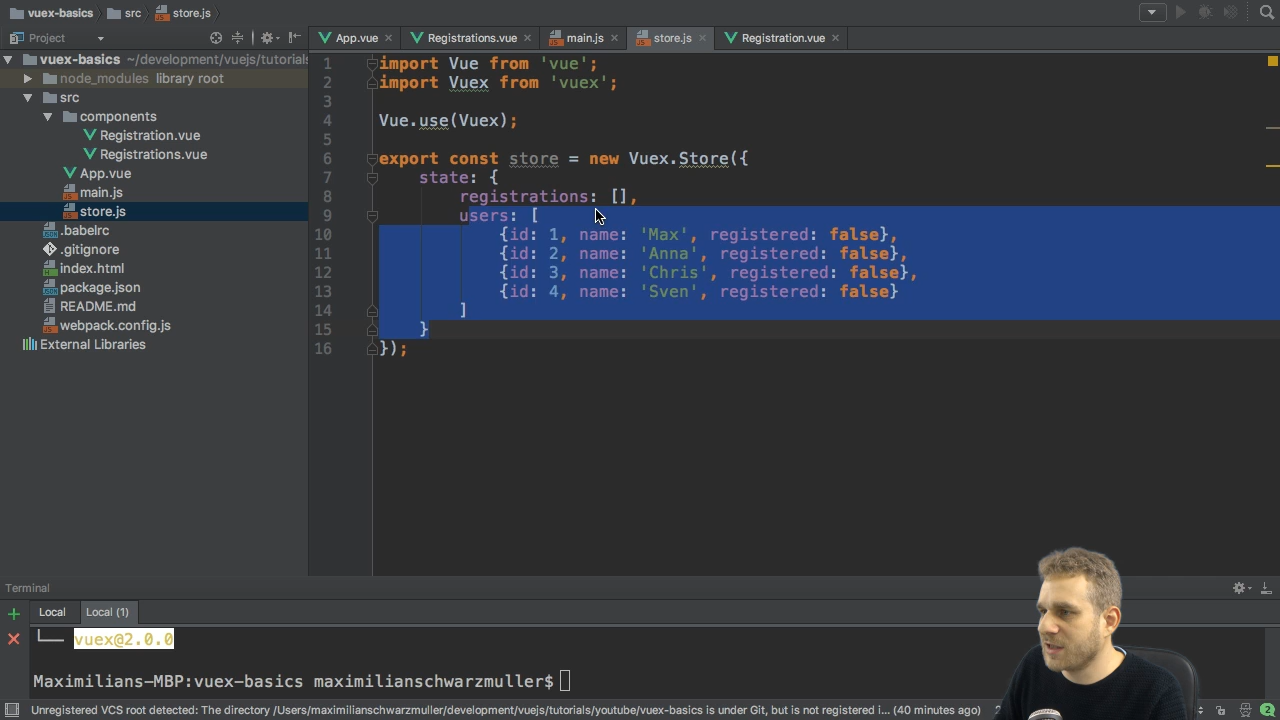 vuex-basics src store.js
Project
App.vue Registrations.vue main.js store.js Registration.vue
vuex-basics ~/development/vuejs/tutorials
node_modules library root
src
components
Registration.vue
Registrations.vue
App.vue
main.js
store.js
.babelrc
.gitignore
index.html
package.json
README.md
webpack.config.js
External Libraries
1 import Vue from 'vue';
2 import Vuex from 'vuex';
3
4 Vue.use(Vuex);
5
6 export const store = new Vuex.Store({
7 state: {
8 registrations: [],
9 users: [
10 {id: 1, name: 'Max', registered: false},
11 {id: 2, name: 'Anna', registered: false},
12 {id: 3, name: 'Chris', registered: false},
13 {id: 4, name: 'Sven', registered: false}
14 ]
15 }
16 });
Terminal
Local Local (1)
vuex@2.0.0
Maximilians-MBP:vuex-basics maximilianschwarzmuller$
Unregistered VCS root detected: The directory /Users/maximilianschwarzmuller/development/vuejs/tutorials/youtube/vuex-basics is under Git, but is not registered i... (40 minutes ago)
2